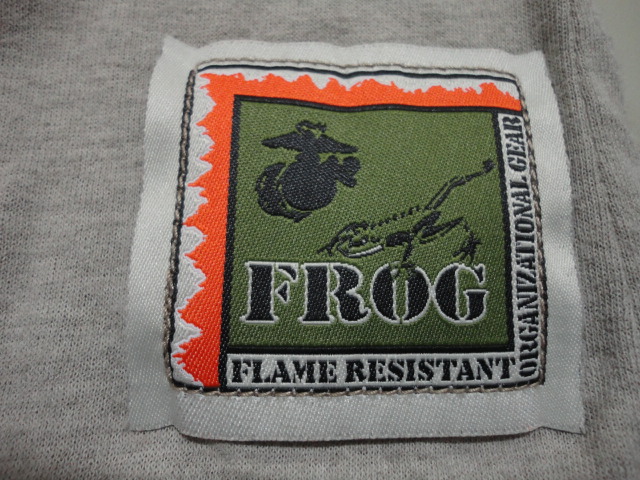 FROG
FLAME RESISTANT
ORGANIZATIONAL GEAR